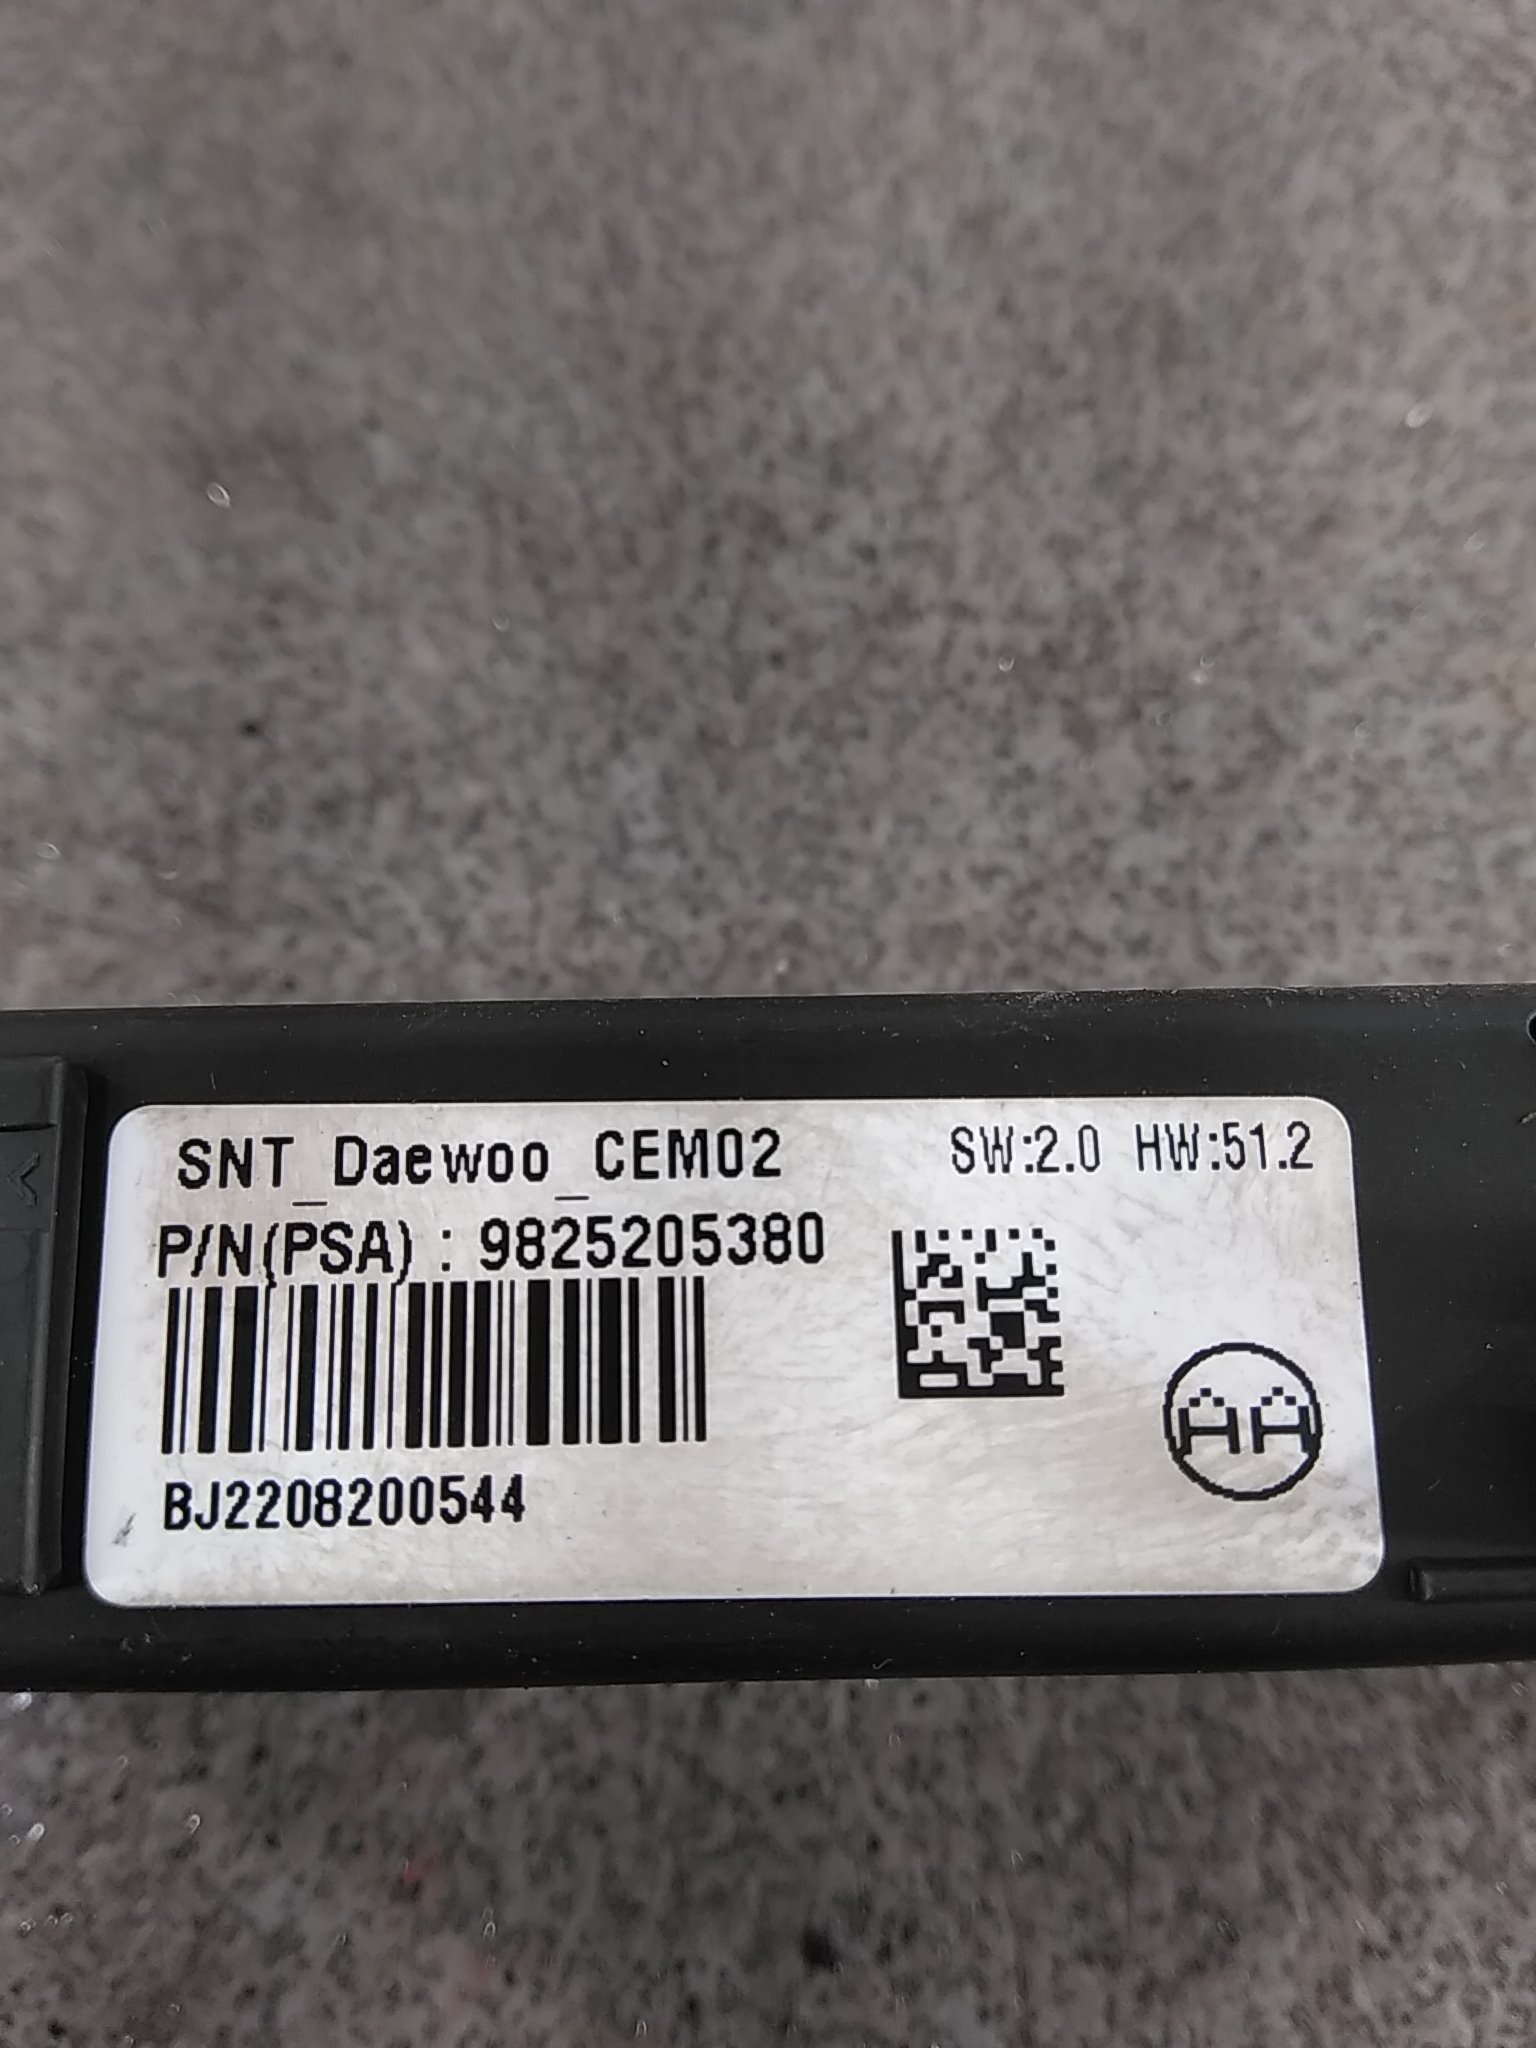 SNT_Daewoo_CEM02 SW:2.0 HW:51.2
P/N(PSA) : 9825205380
BJ2208200544